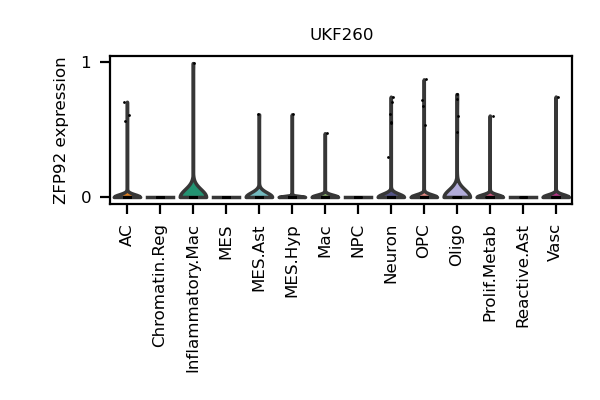 UKF260
ZFP92 expression
1
0
AC
Chromatin.Reg
Inflammatory.Mac
MES
MES.Ast
MES.Hyp
Mac
NPC
Neuron
OPC
Oligo
Prolif.Metab
Reactive.Ast
Vasc